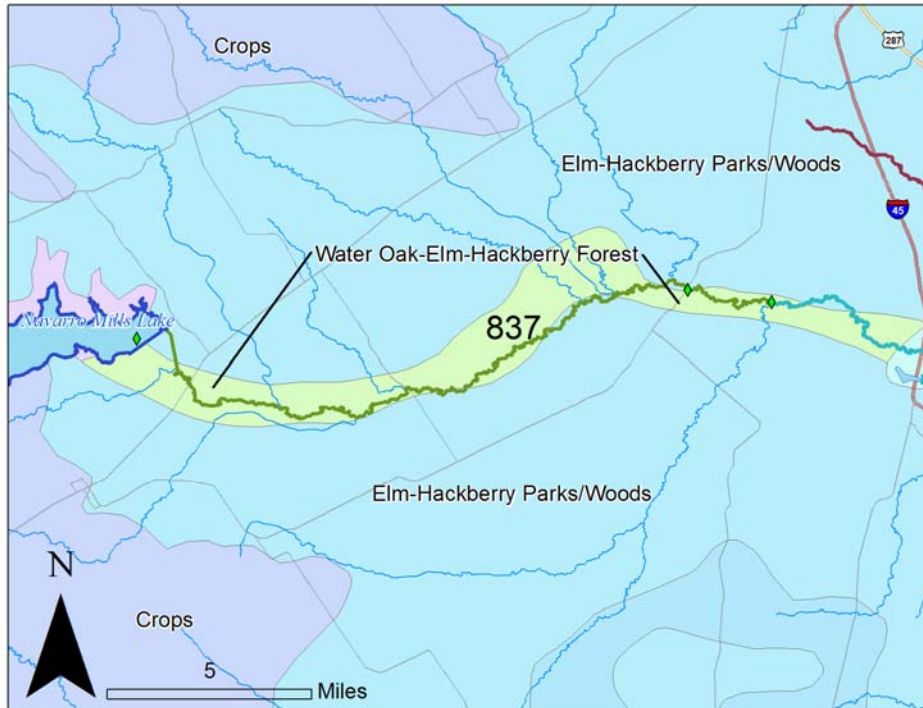 Crops
287
Elm-Hackberry Parks/Woods
45
Water Oak-Elm-Hackberry Forest
Navarro Mills Lake
837
Elm-Hackberry Parks/Woods
N
Crops
5
Miles